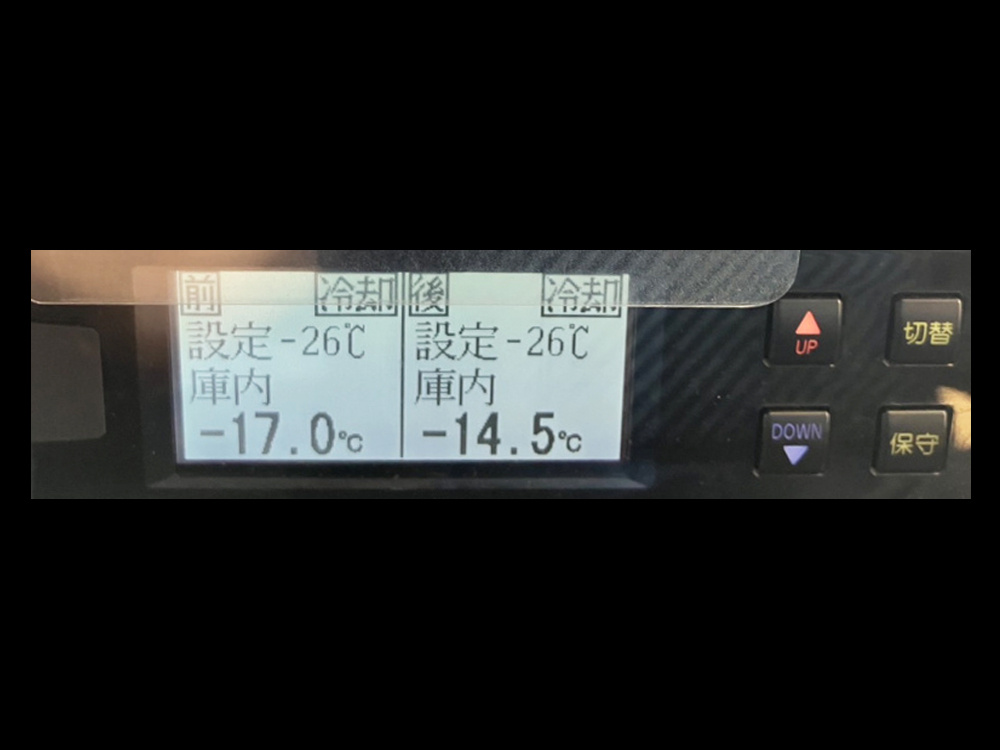 前 冷却 後 冷却
設定-26℃ 設定-26℃
庫内 庫内
-17.0℃ -14.5℃
UP
切替
DOWN
保守